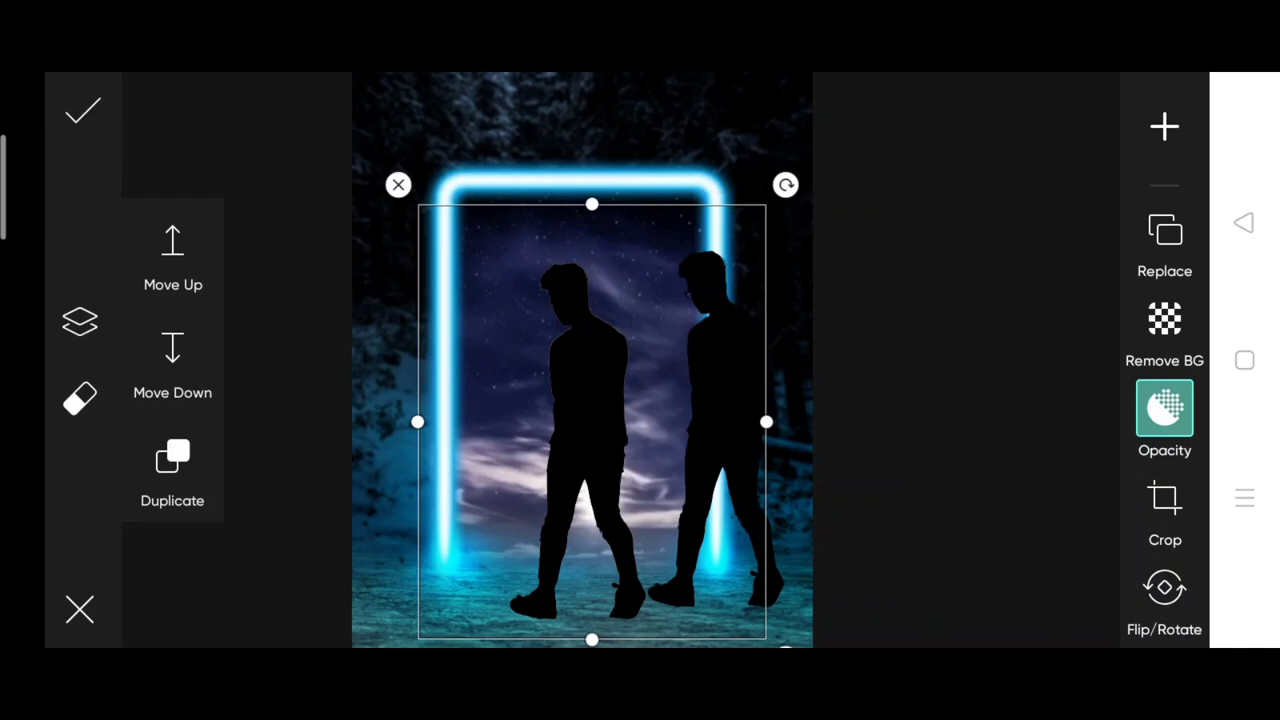 Move Up
Move Down
Duplicate
Replace
Remove BG
Opacity
Crop
Flip/Rotate